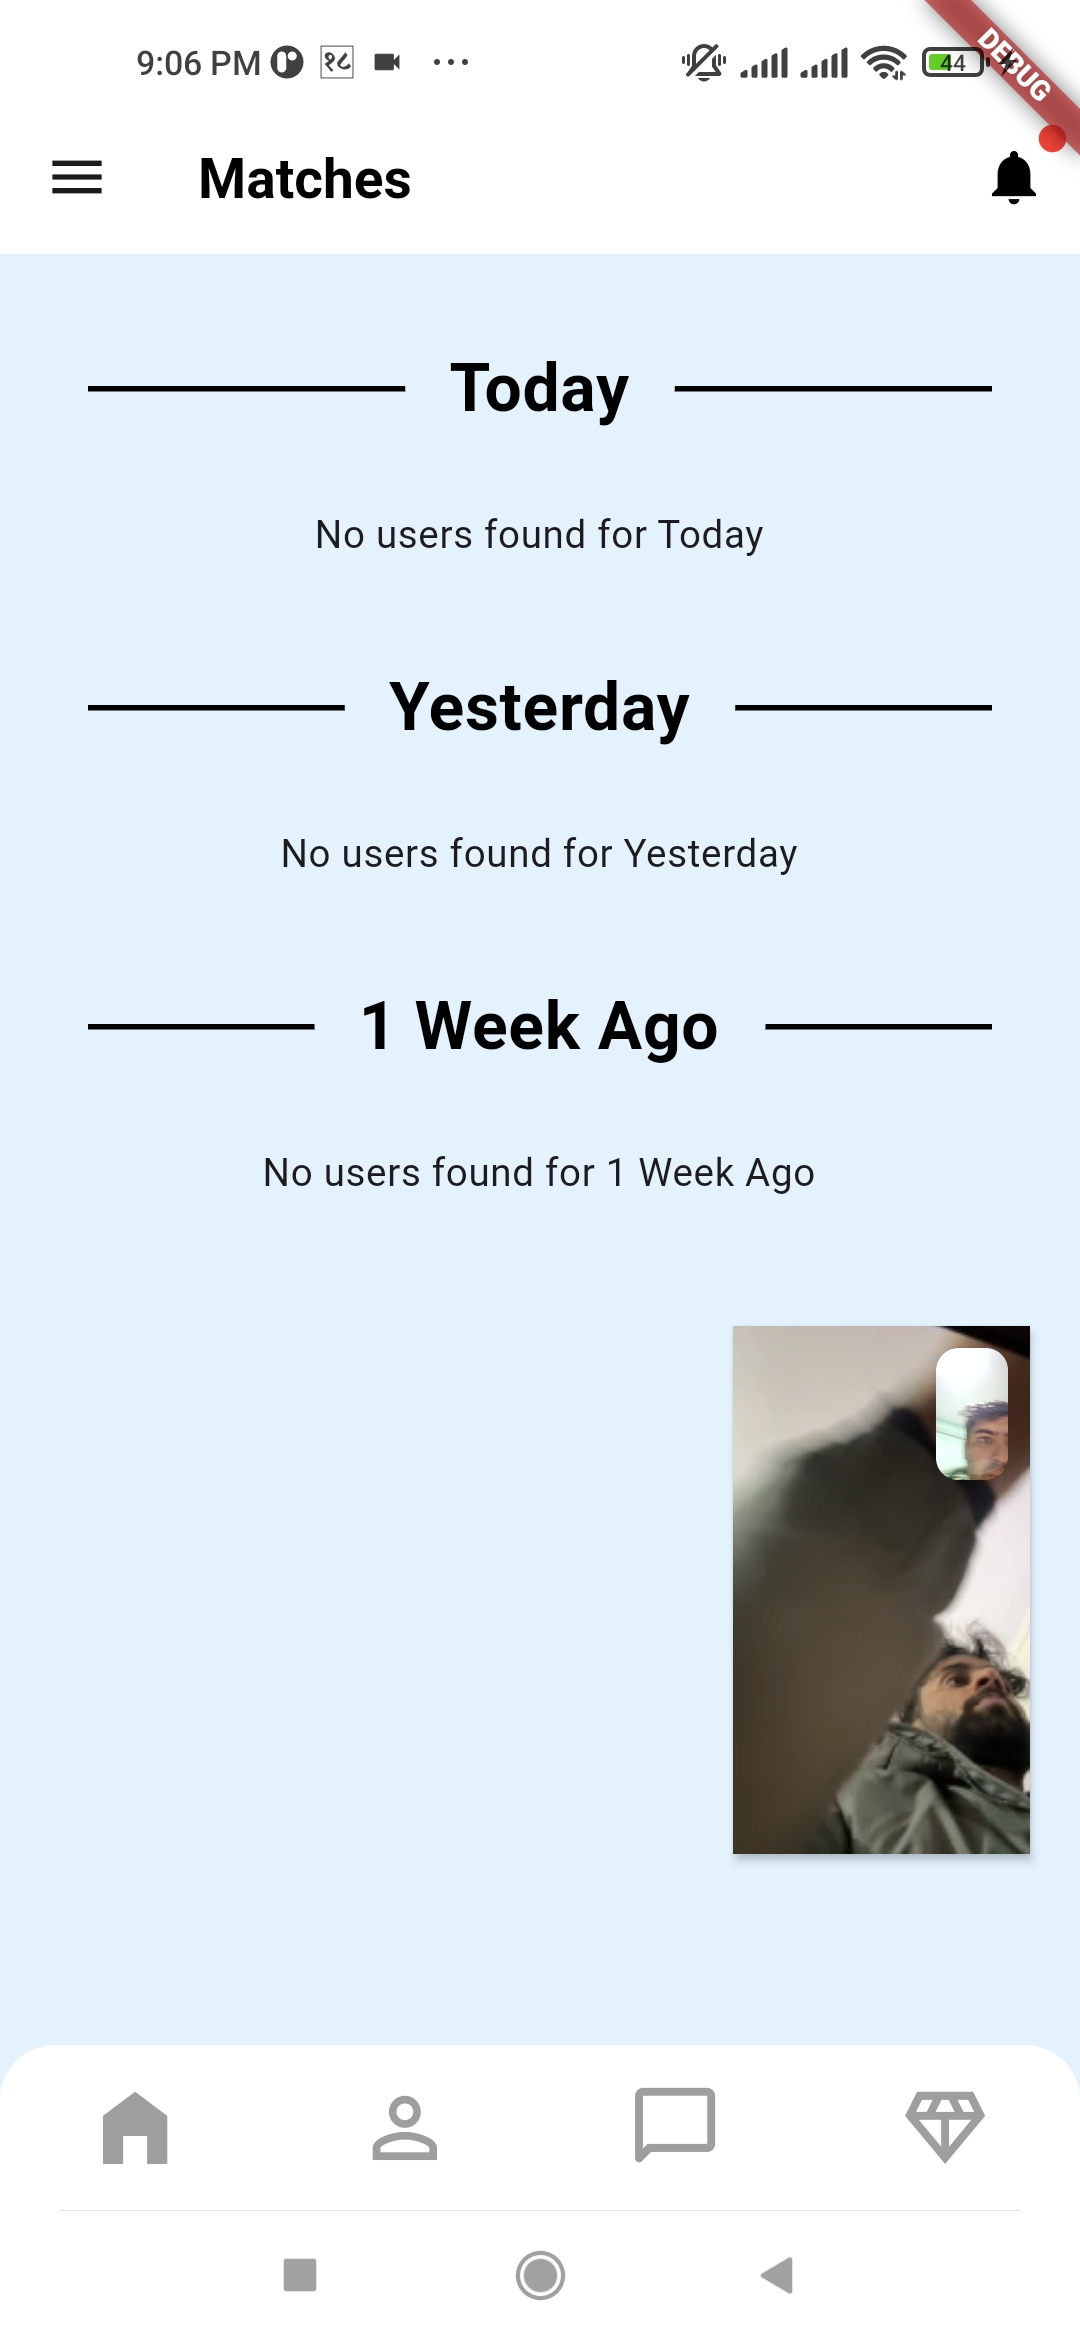 9:06 PM १८ 44
DEBUG
Matches
Today
No users found for Today
Yesterday
No users found for Yesterday
1 Week Ago
No users found for 1 Week Ago